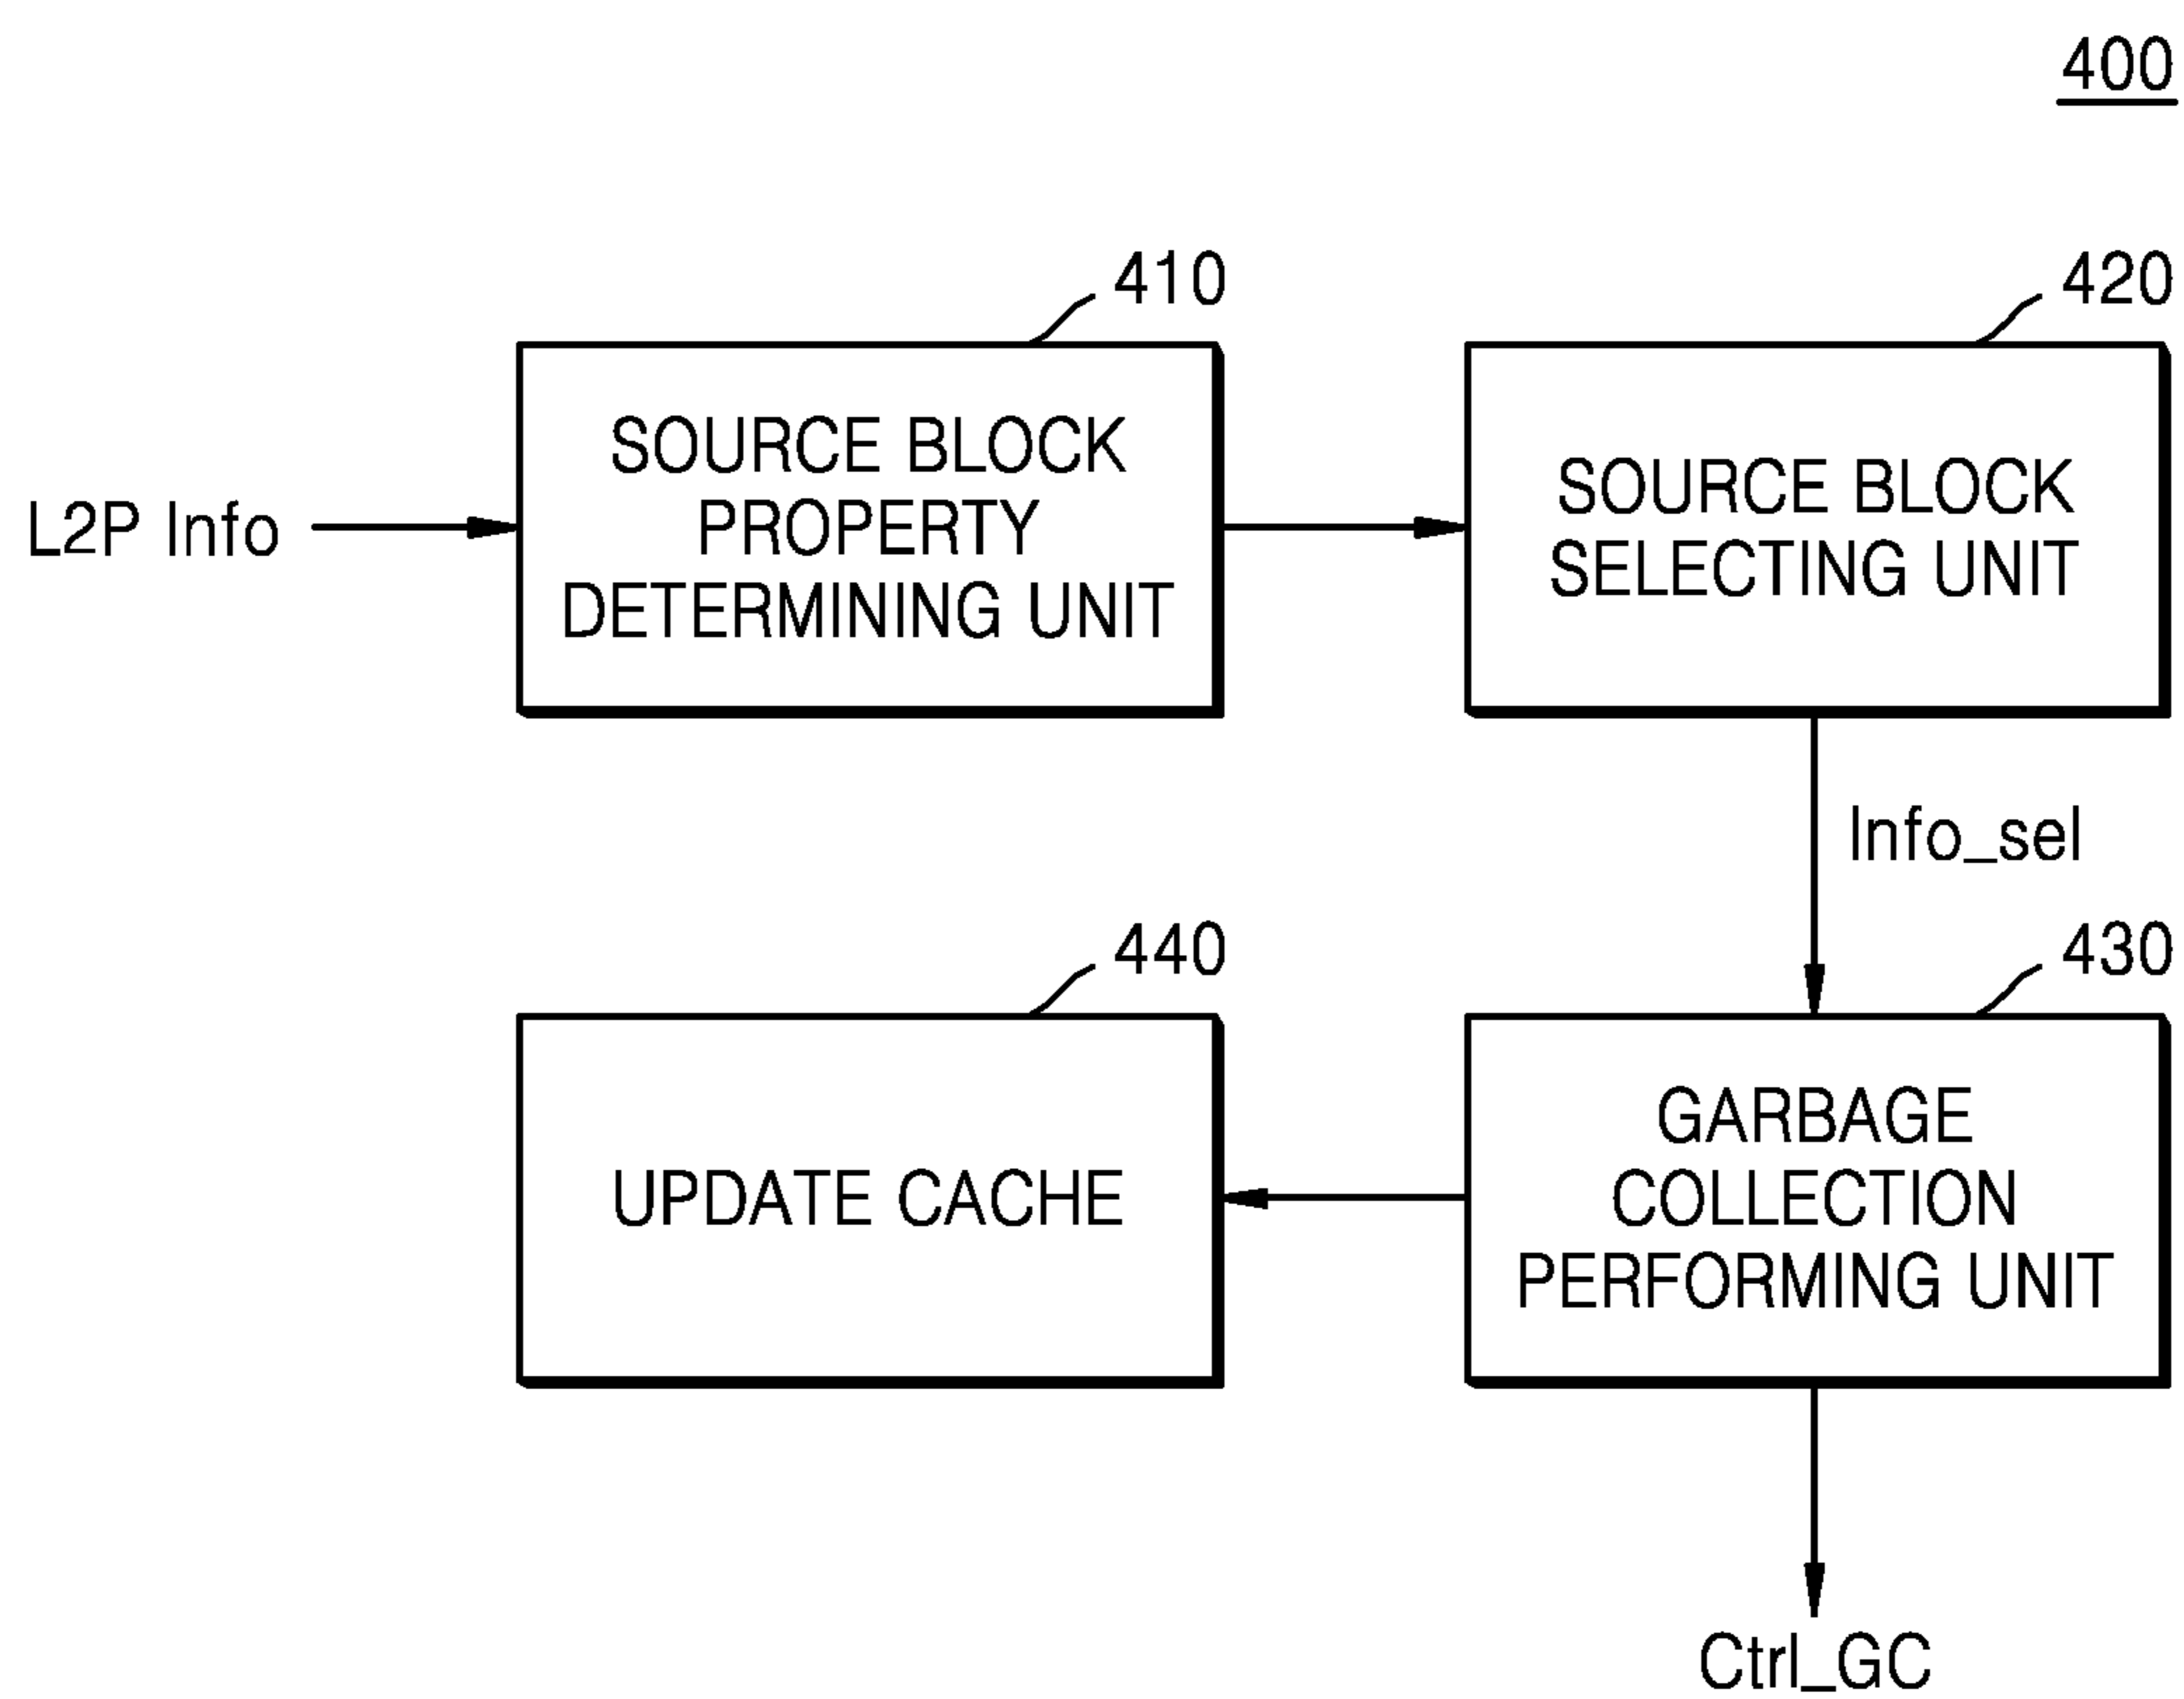 400
410
420
SOURCE BLOCK
PROPERTY
DETERMINING UNIT
SOURCE BLOCK
SELECTING UNIT
L2P Info
Info_sel
440
430
UPDATE CACHE
GARBAGE
COLLECTION
PERFORMING UNIT
Ctrl_GC